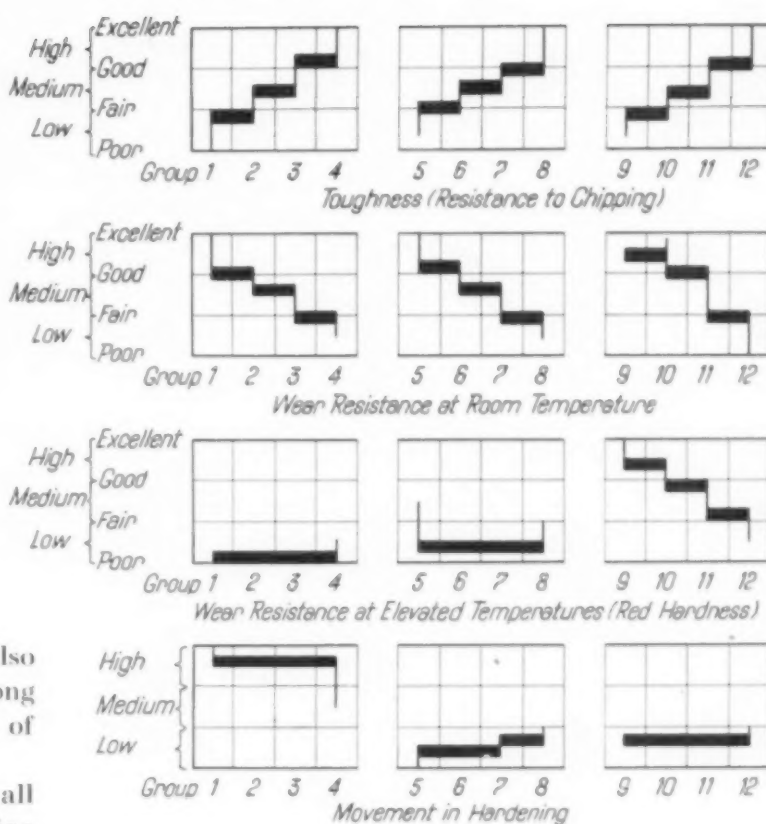 Excellent
High
Good
Medium
Fair
Low
Poor
Group 1 2 3 4 5 6 7 8 9 10 11 12
Toughness (Resistance to Chipping)
Excellent
High
Good
Medium
Fair
Low
Poor
Group 1 2 3 4 5 6 7 8 9 10 11 12
Wear Resistance at Room Temperature
Excellent
High
Good
Medium
Fair
Low
Poor
Group 1 2 3 4 5 6 7 8 9 10 11 12
Wear Resistance at Elevated Temperatures (Red Hardness)
lso
ong
of
all
High
Medium
Low
Group 1 2 3 4 5 6 7 8 9 10 11 12
Movement in Hardening